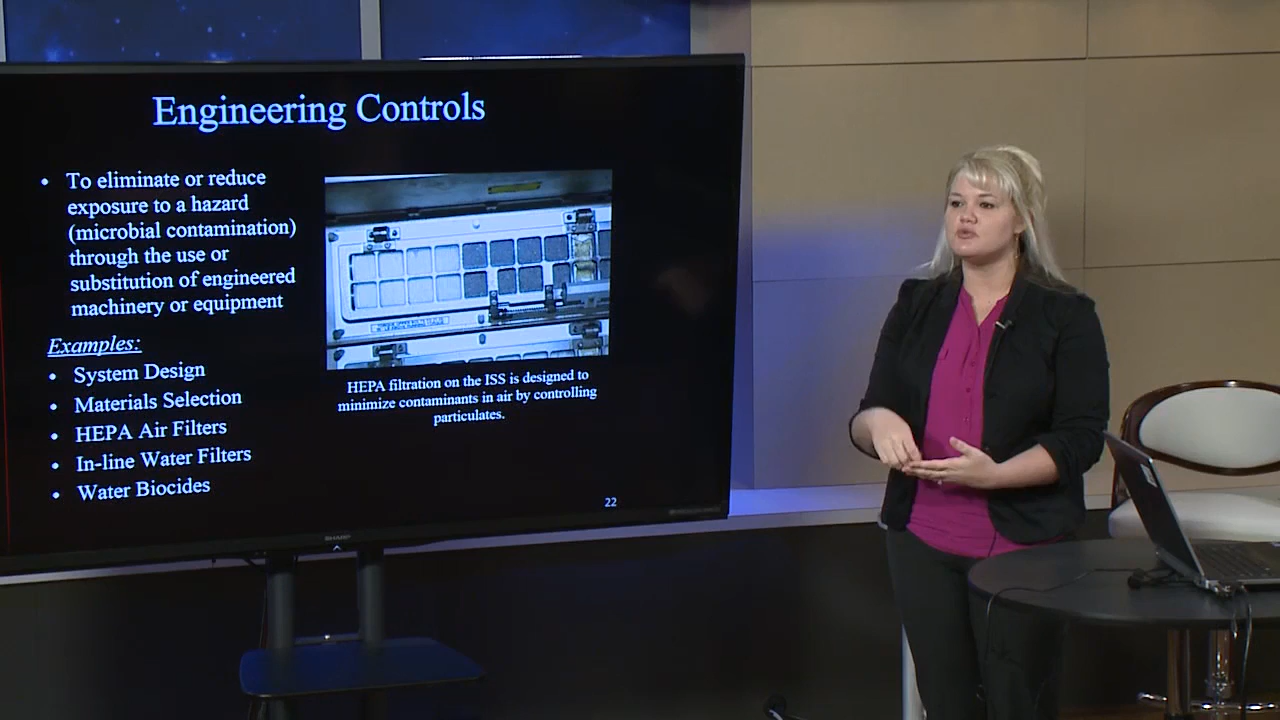 Engineering Controls
• To eliminate or reduce
exposure to a hazard
(microbial contamination)
through the use or
substitution of engineered
machinery or equipment
Examples:
• System Design
• Materials Selection
• HEPA Air Filters
• In-line Water Filters
• Water Biocides
HEPA filtration on the ISS is designed to
minimize contaminants in air by controlling
particulates.
22
SHARP